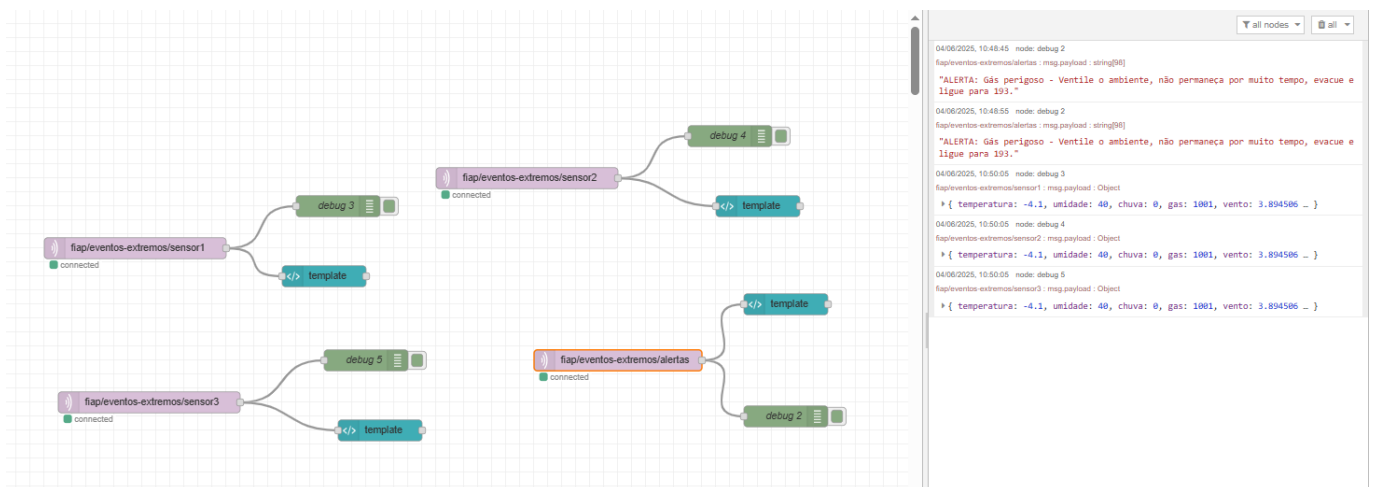 all nodes
all
04/06/2025, 10:48:45 node: debug 2
fiap/eventos-extremos/alertas : msg.payload : string[98]
"ALERTA: Gás perigoso - Ventile o ambiente, não permaneça por muito tempo, evacue e
ligue para 193."
04/06/2025, 10:48:55 node: debug 2
fiap/eventos-extremos/alertas : msg.payload : string[98]
"ALERTA: Gás perigoso - Ventile o ambiente, não permaneça por muito tempo, evacue e
ligue para 193."
04/06/2025, 10:50:05 node: debug 3
fiap/eventos-extremos/sensor1 : msg.payload : Object
{ temperatura: -4.1, umidade: 40, chuva: 0, gas: 1001, vento: 3.894506 … }
04/06/2025, 10:50:05 node: debug 4
fiap/eventos-extremos/sensor2 : msg.payload : Object
{ temperatura: -4.1, umidade: 40, chuva: 0, gas: 1001, vento: 3.894506 … }
04/06/2025, 10:50:05 node: debug 5
fiap/eventos-extremos/sensor3 : msg.payload : Object
{ temperatura: -4.1, umidade: 40, chuva: 0, gas: 1001, vento: 3.894506 … }
debug 4
fiap/eventos-extremos/sensor2
connected
template
debug 3
fiap/eventos-extremos/sensor1
connected
template
template
debug 5
fiap/eventos-extremos/alertas
connected
fiap/eventos-extremos/sensor3
connected
template
debug 2